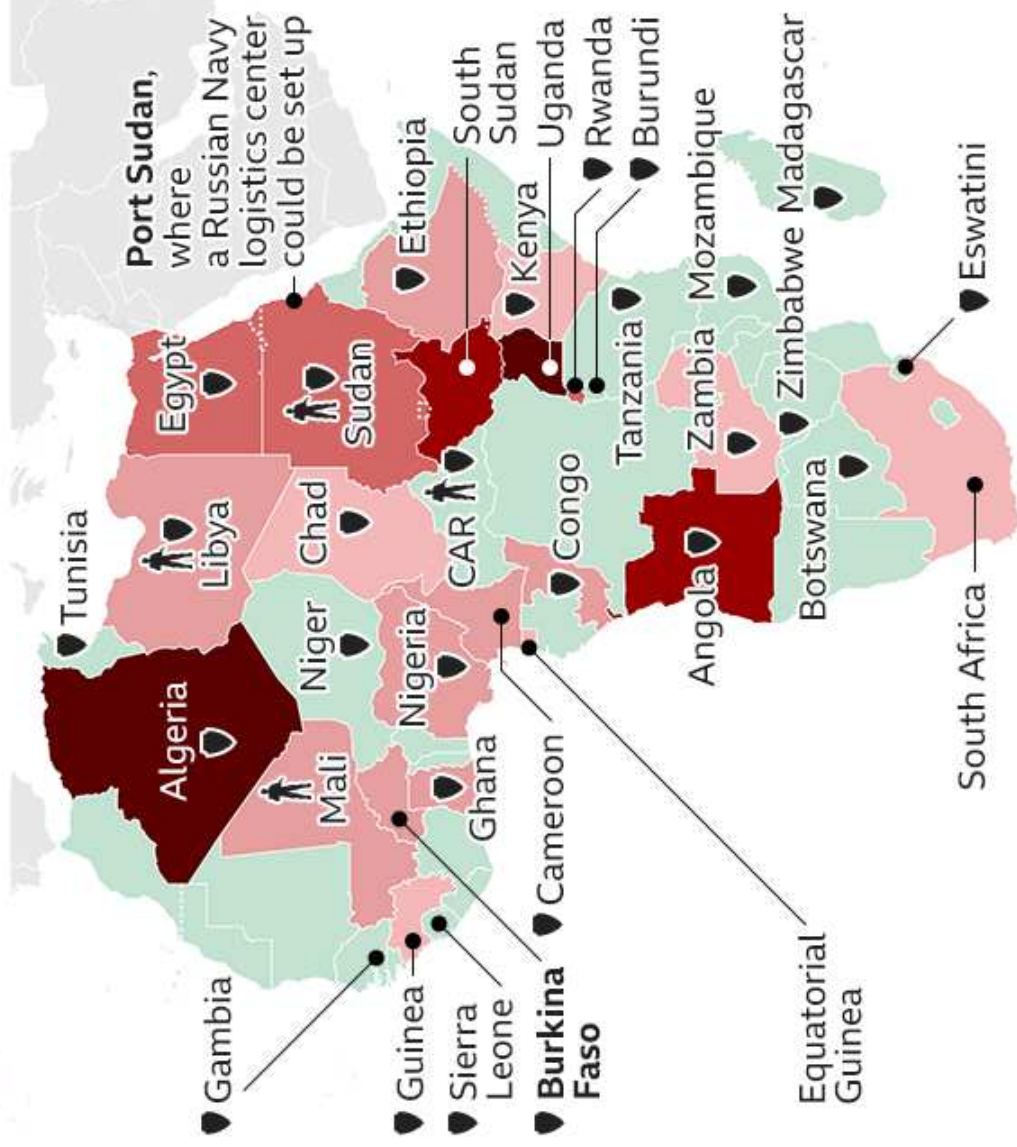 Port Sudan,
where
a Russian Navy
logistics center
could be set up
Tunisia
Algeria
Libya
Egypt
Mali
Niger
Chad
Sudan
Ethiopia
South
Sudan
Uganda
Kenya
Rwanda
Burundi
Gambia
Guinea
Sierra
Leone
Burkina
Faso
Ghana
Nigeria
Cameroon
CAR
Congo
Equatorial
Guinea
Tanzania
Angola
Zambia
Mozambique
Zimbabwe
Madagascar
Botswana
South Africa
Eswatini